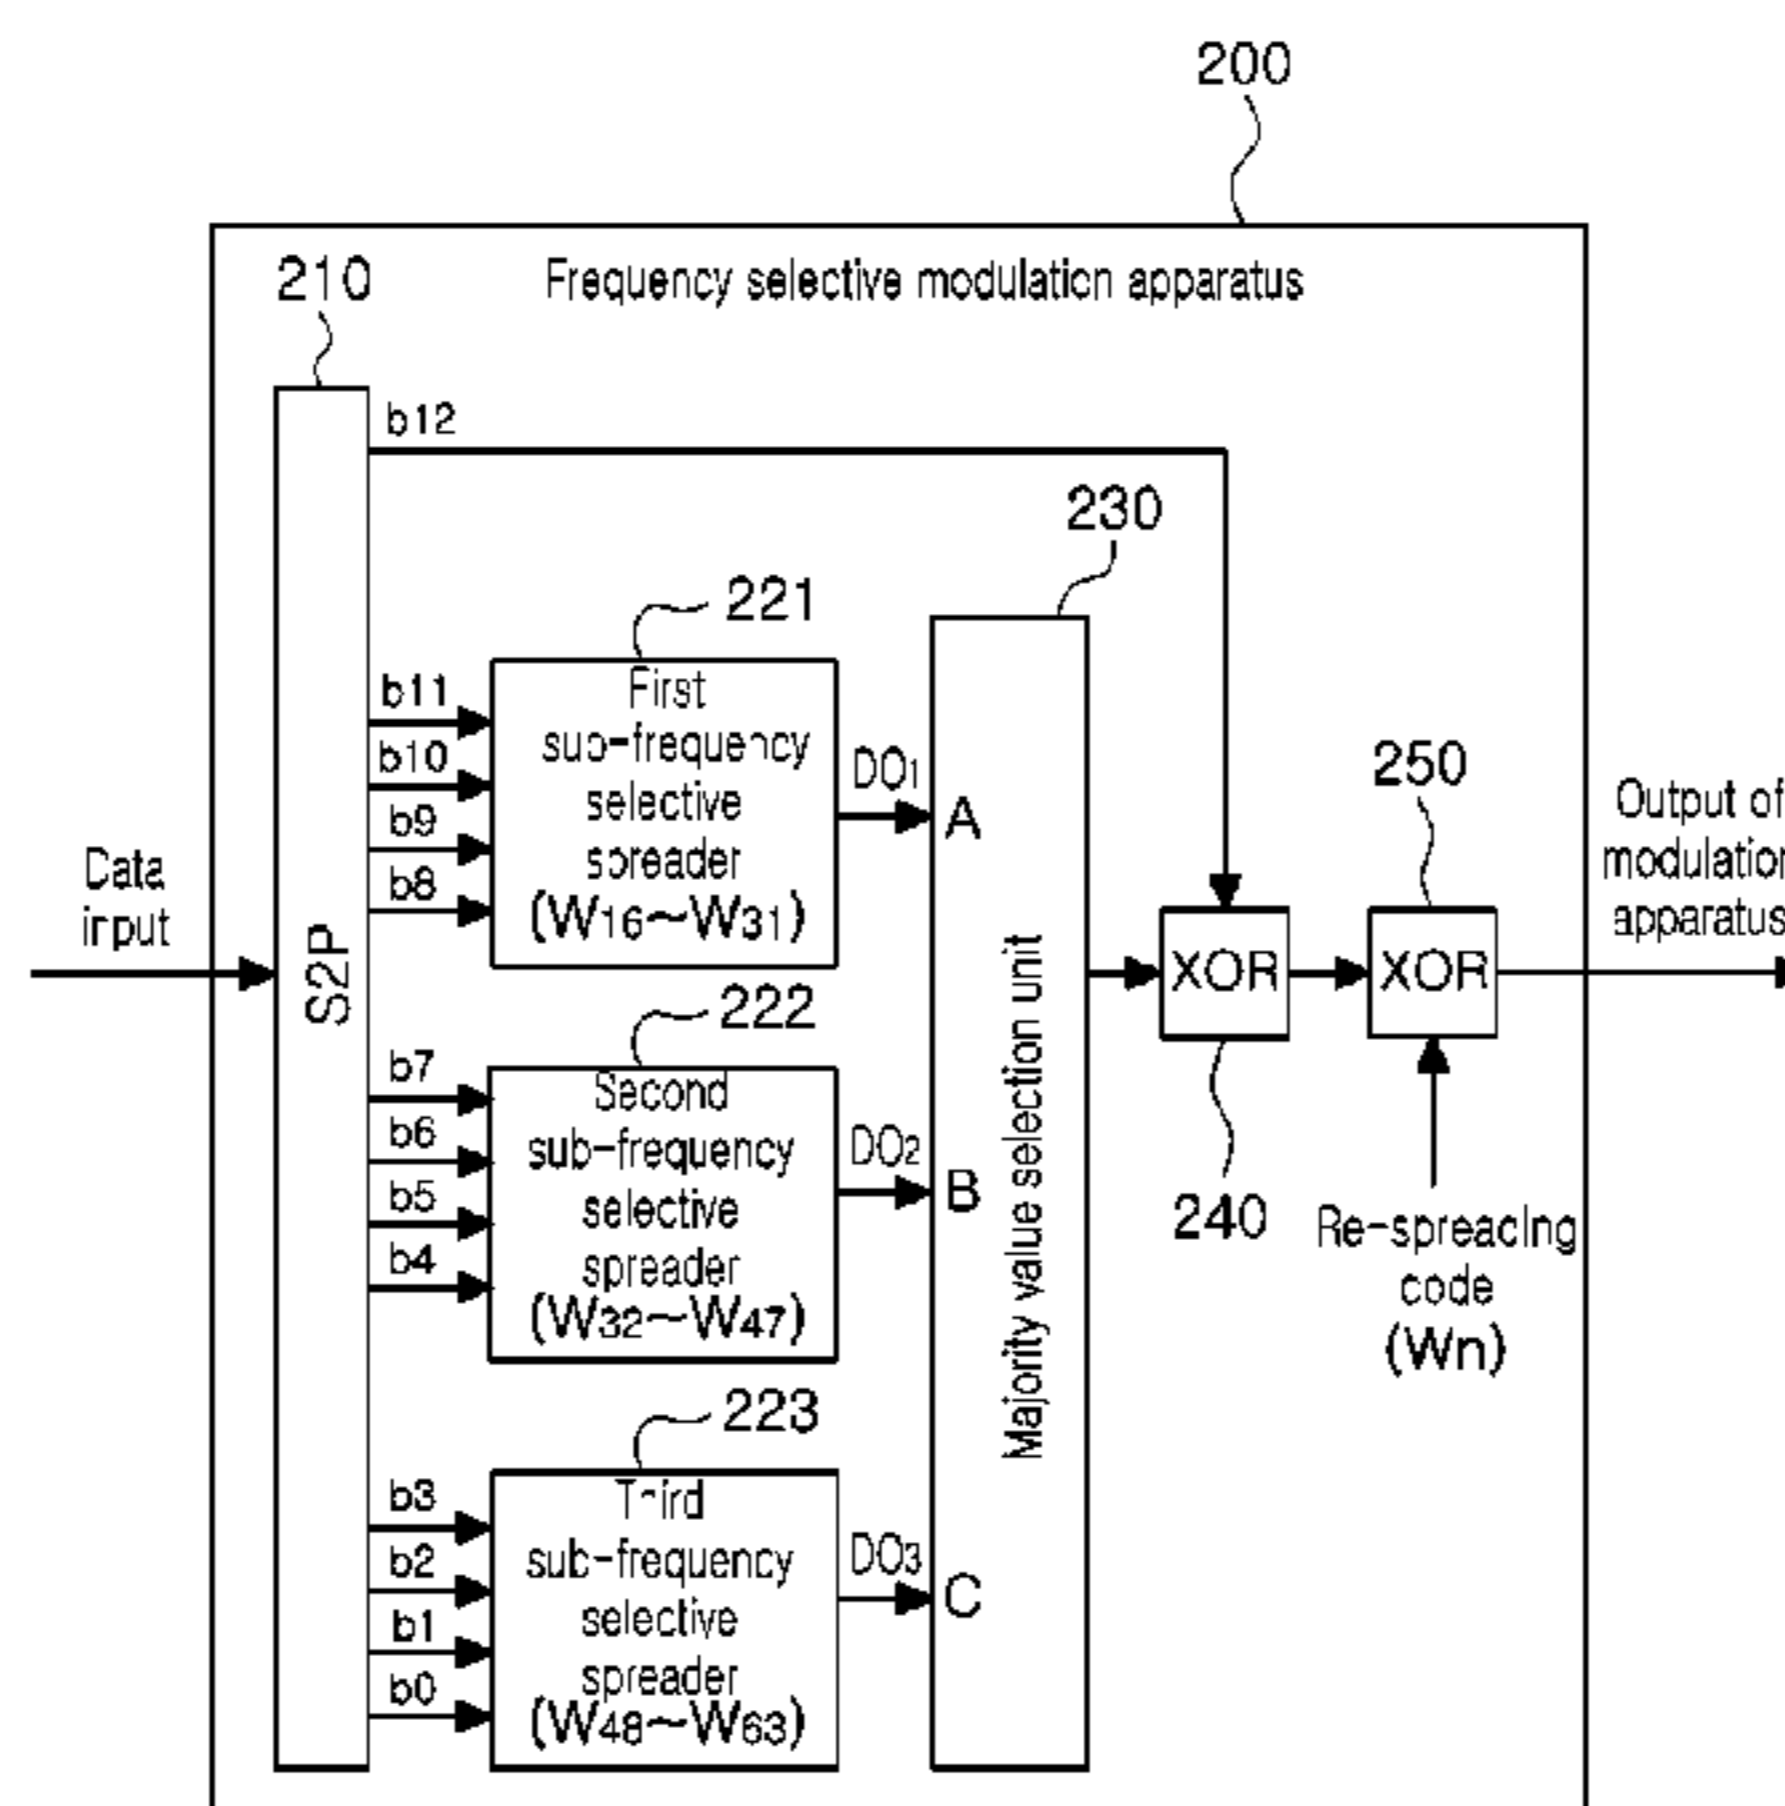 200
Frequency selective modulation apparatus
210
b12
230
221
b11
b10
b9
b8
First
sub-frequency
selective
spreader
(W16~W31)
DO1
A
250
Output of
modulation
apparatus
Data
input
S2P
XOR
XOR
Majority value selection unit
222
b7
b6
b5
b4
Second
sub-frequency
selective
spreader
(W32~W47)
DO2
B
240
Re-spreading
code
(Wn)
223
b3
b2
b1
b0
Third
sub-frequency
selective
spreader
(W48~W63)
DO3
C